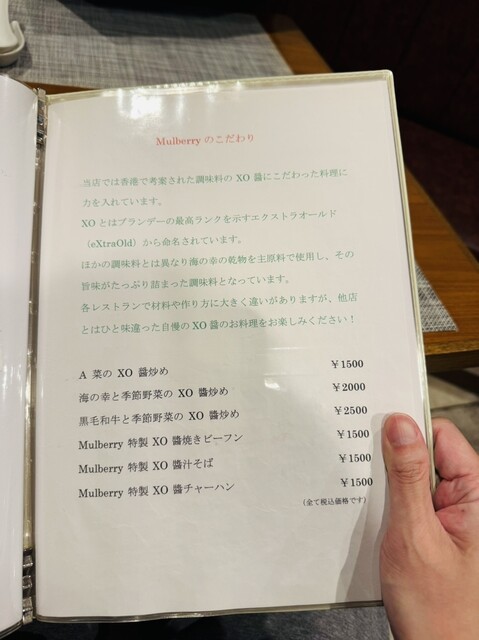 Mulberry のこだわり
当店では香港で考案された調味料の XO 醤にこだわった料理に
力を入れています。
XO とはブランデーの最高ランクを示すエクストラオールド
（eXtraOld）から命名されています。
ほかの調味料とは異なり海の幸の乾物を主原料で使用し、その
旨味がたっぷり詰まった調味料となっています。
各レストランで材料や作り方に大きく違いがありますが、他店
とはひと味違った自慢の XO 醤のお料理をお楽しみください！
A 菜の XO 醤炒め ￥1500
海の幸と季節野菜の XO 醤炒め ￥2000
黒毛和牛と季節野菜の XO 醤炒め ￥2500
Mulberry 特製 XO 醤焼きビーフン ￥1500
Mulberry 特製 XO 醤汁そば ￥1500
Mulberry 特製 XO 醤チャーハン ￥1500
（全て税込価格です）